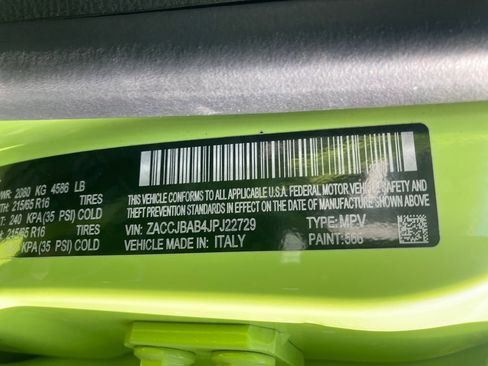 WR: 2080 KG 4586 LB
TH 215/65 R16 TIRES
T 240 KPA(35 PSI) COLD
215/65 R16 TIRES
KPA(35 PSI) COLD
THIS VEHICLE CONFORMS TO ALL APPLICABLE U.S.A. FEDERAL MOTOR VEHICLE SAFETY AND
THEFT PREVENTION STANDARDS IN EFFECT ON THE DATE OF MANUFACTURE SHOWN ABOVE.
VIN: ZACCJBAB4JPJ22729 TYPE: MPV
VEHICLE MADE IN: ITALY PAINT: 566